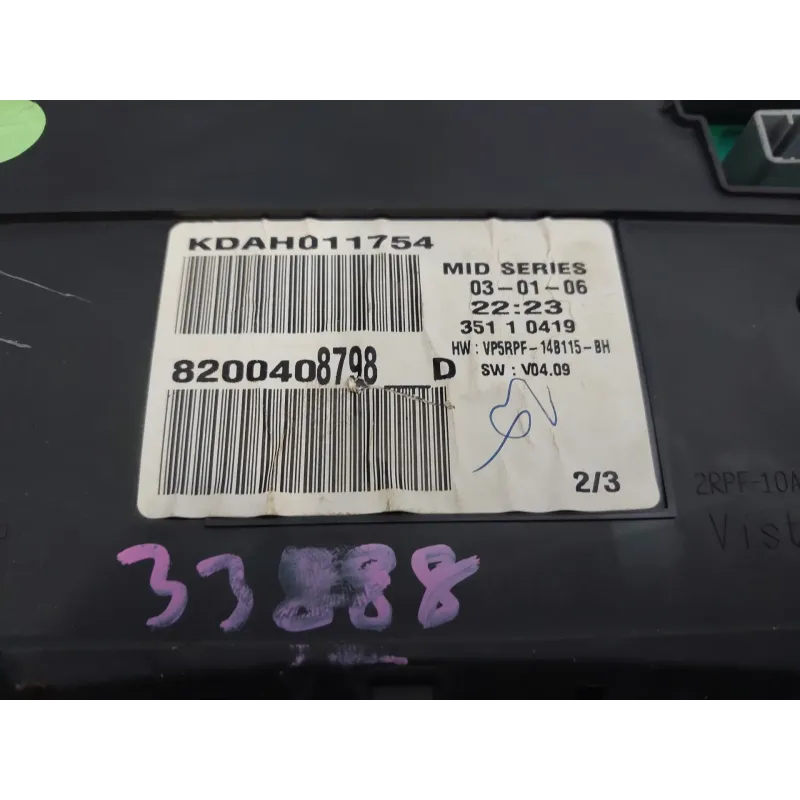 KDAH011754
MID SERIES
03-01-06
22:23
351 1 0419
HW : VP5RPF-14B115-BH
8200408798__D
SW : V04.09
2/3
2RPF-10A
Vist